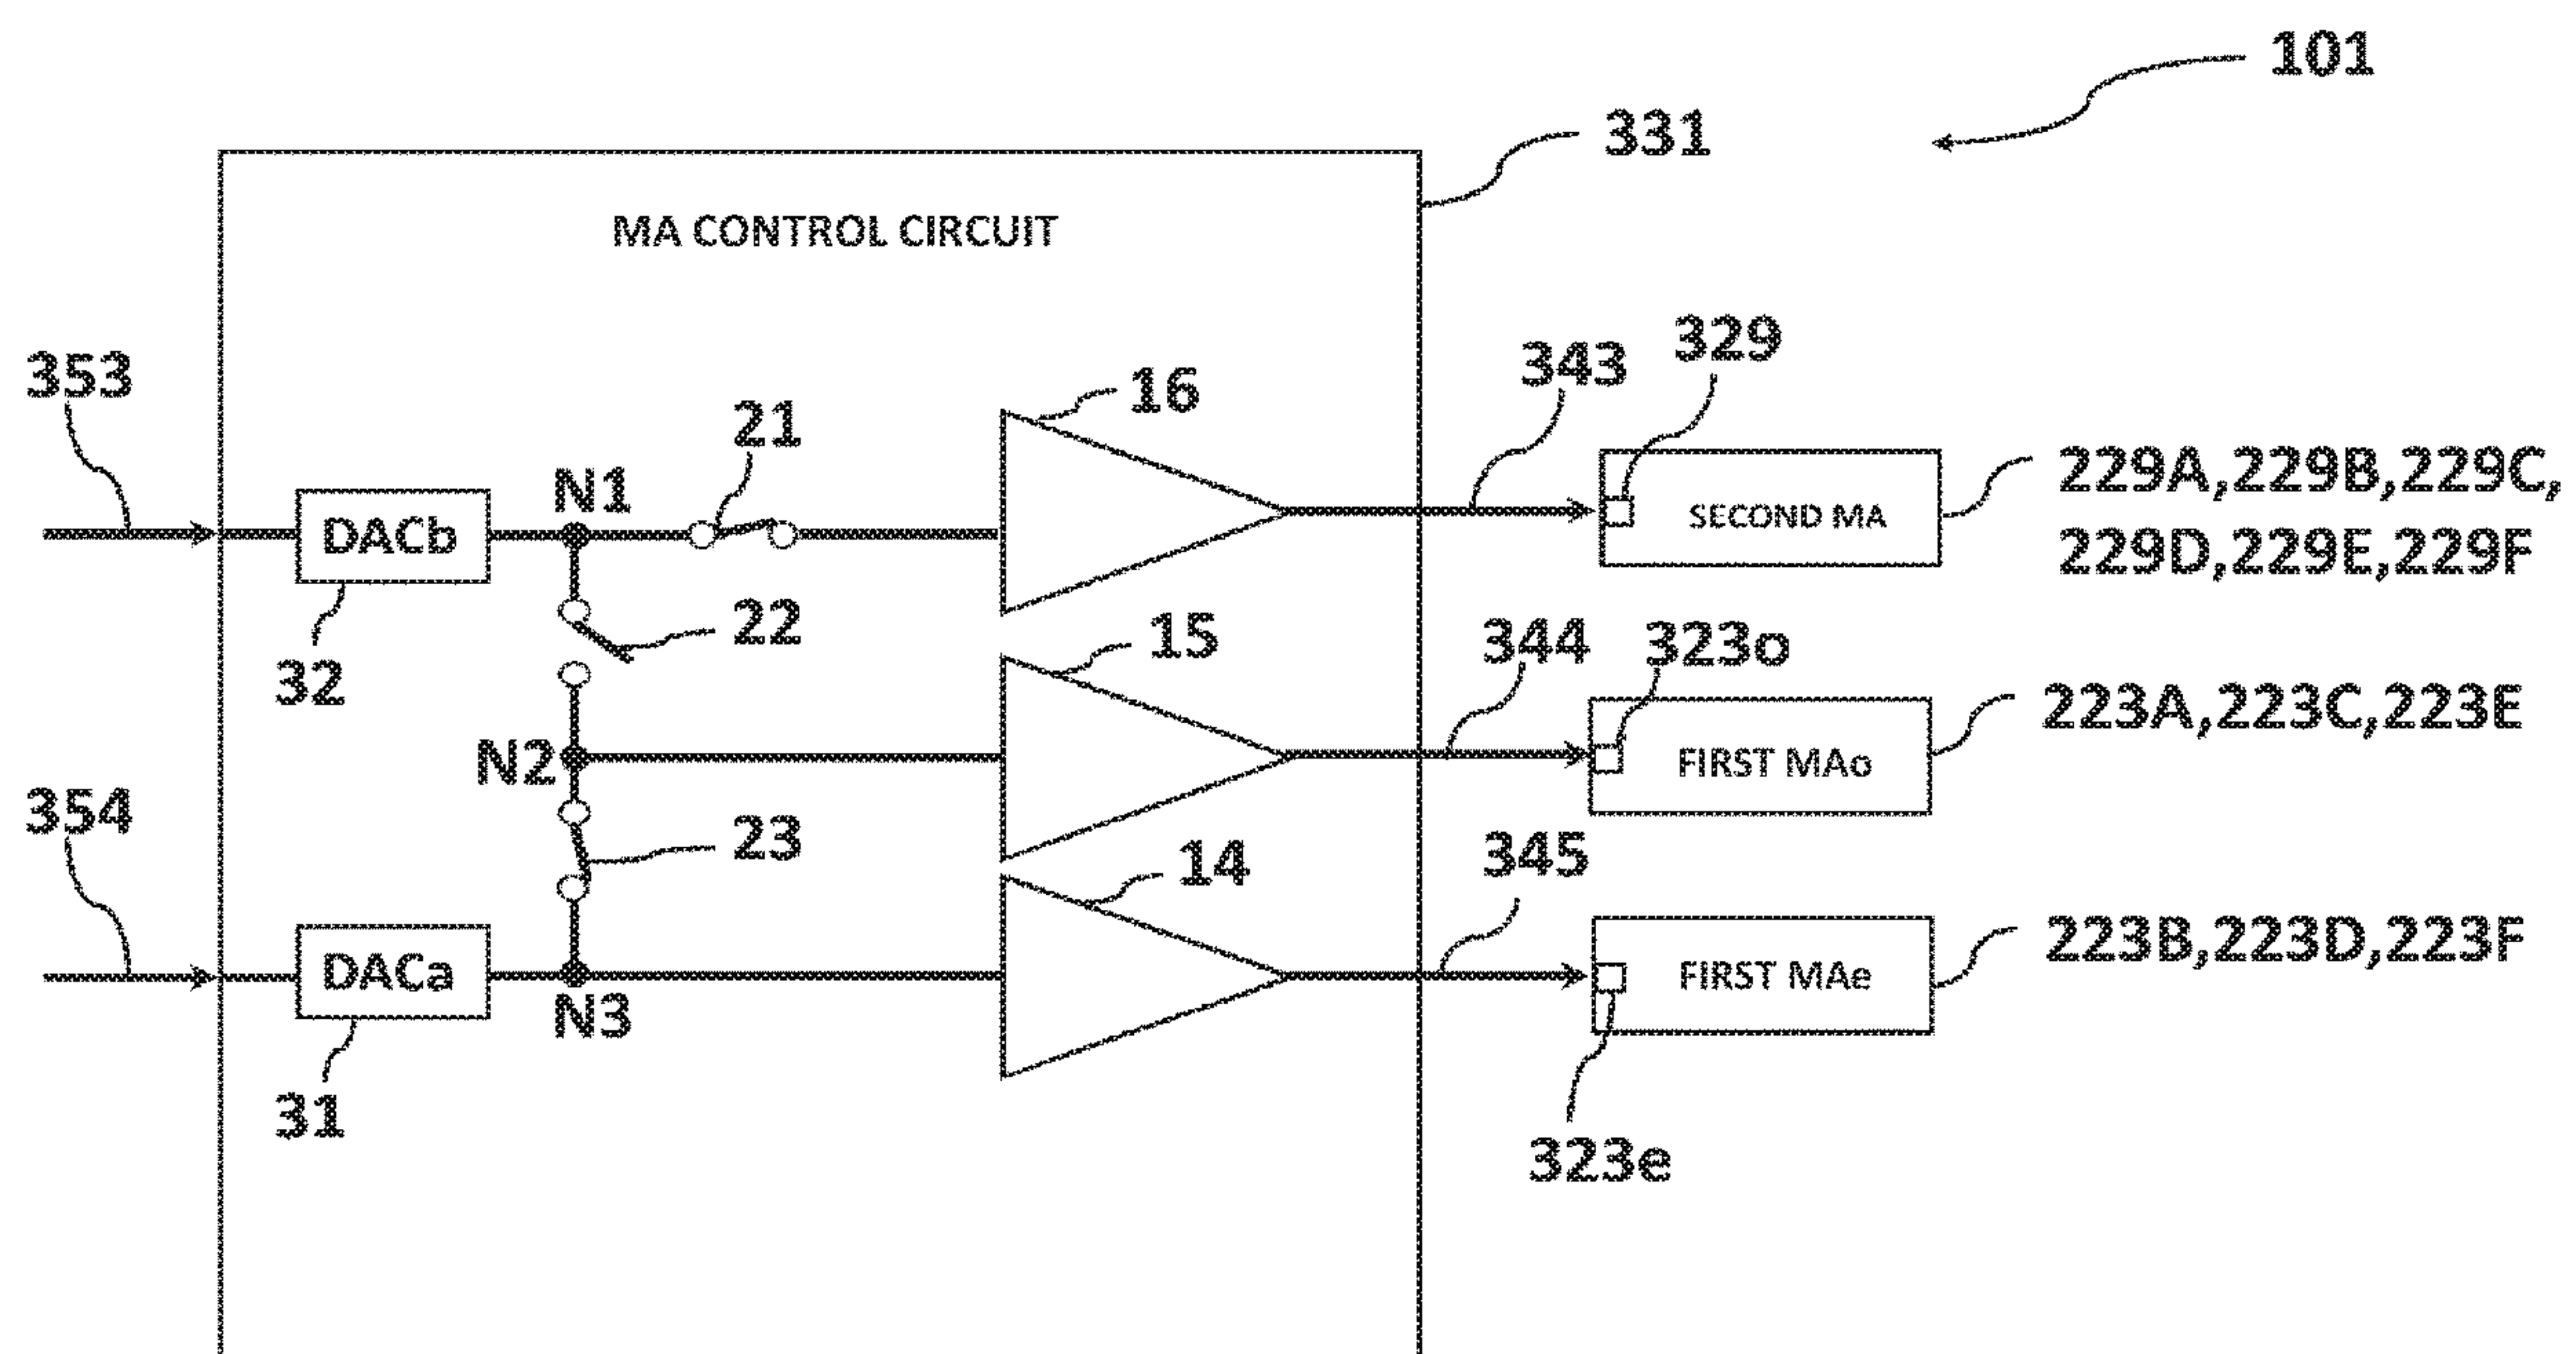 101
331
MA CONTROL CIRCUIT
353
354
DACb
32
DACa
31
N1
N2
N3
21
22
23
16
15
14
343
344
345
329
323o
323e
SECOND MA
FIRST MAo
FIRST MAe
229A,229B,229C,
229D,229E,229F
223A,223C,223E
223B,223D,223F